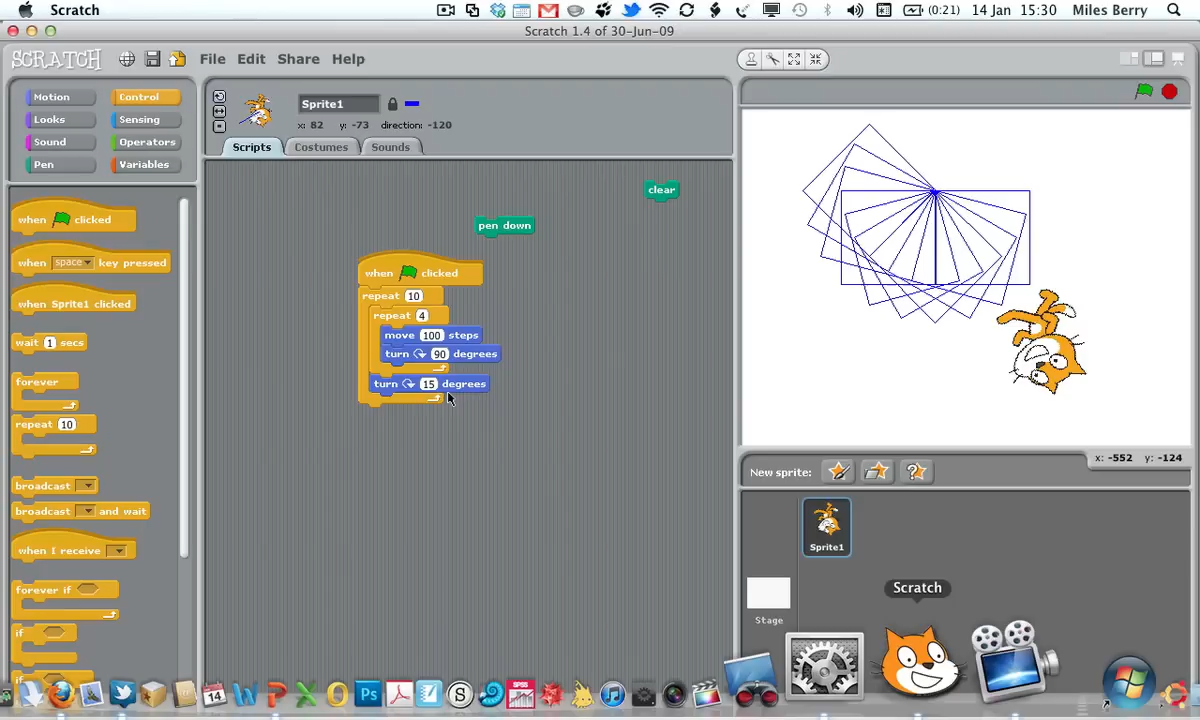 Scratch (0:21) 14 Jan 15:30 Miles Berry
Scratch 1.4 of 30-Jun-09
SCRATCH File Edit Share Help
Motion Control
Looks Sensing
Sound Operators
Pen Variables
Sprite1
x: 82 y: -73 direction: -120
Scripts Costumes Sounds
when clicked
when space key pressed
when Sprite1 clicked
wait 1 secs
forever
repeat 10
broadcast
broadcast and wait
when I receive
forever if
if
if
clear
pen down
when clicked
repeat 10
repeat 4
move 100 steps
turn 90 degrees
turn 15 degrees
x: -552 y: -124
New sprite:
Sprite1
Stage
Scratch
14
Ps
S
SPSS